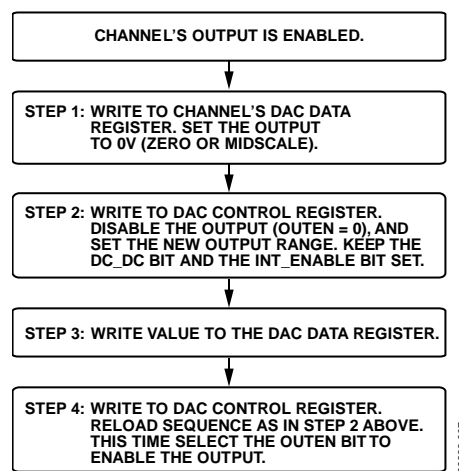 CHANNEL'S OUTPUT IS ENABLED.
STEP 1: WRITE TO CHANNEL'S DAC DATA
REGISTER. SET THE OUTPUT
TO 0V (ZERO OR MIDSCALE).
STEP 2: WRITE TO DAC CONTROL REGISTER.
DISABLE THE OUTPUT (OUTEN = 0), AND
SET THE NEW OUTPUT RANGE. KEEP THE
DC_DC BIT AND THE INT_ENABLE BIT SET.
STEP 3: WRITE VALUE TO THE DAC DATA REGISTER.
STEP 4: WRITE TO DAC CONTROL REGISTER.
RELOAD SEQUENCE AS IN STEP 2 ABOVE.
THIS TIME SELECT THE OUTEN BIT TO
ENABLE THE OUTPUT.